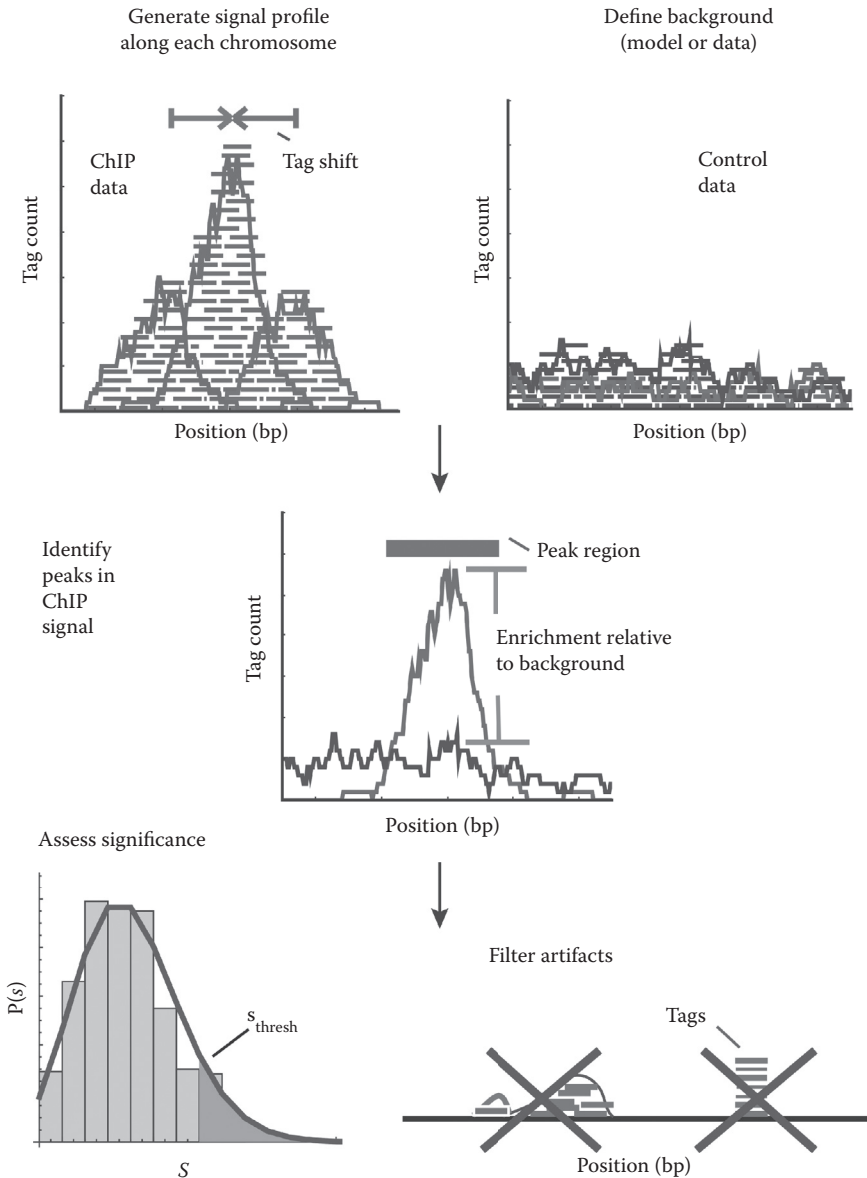 Generate signal profile
along each chromosome
Define background
(model or data)
ChIP
data
Tag shift
Tag count
Position (bp)
Control
data
Tag count
Position (bp)
Identify
peaks in
ChIP
signal
Peak region
Enrichment relative
to background
Tag count
Position (bp)
Assess significance
P(s)
s thresh
S
Filter artifacts
Tags
Position (bp)